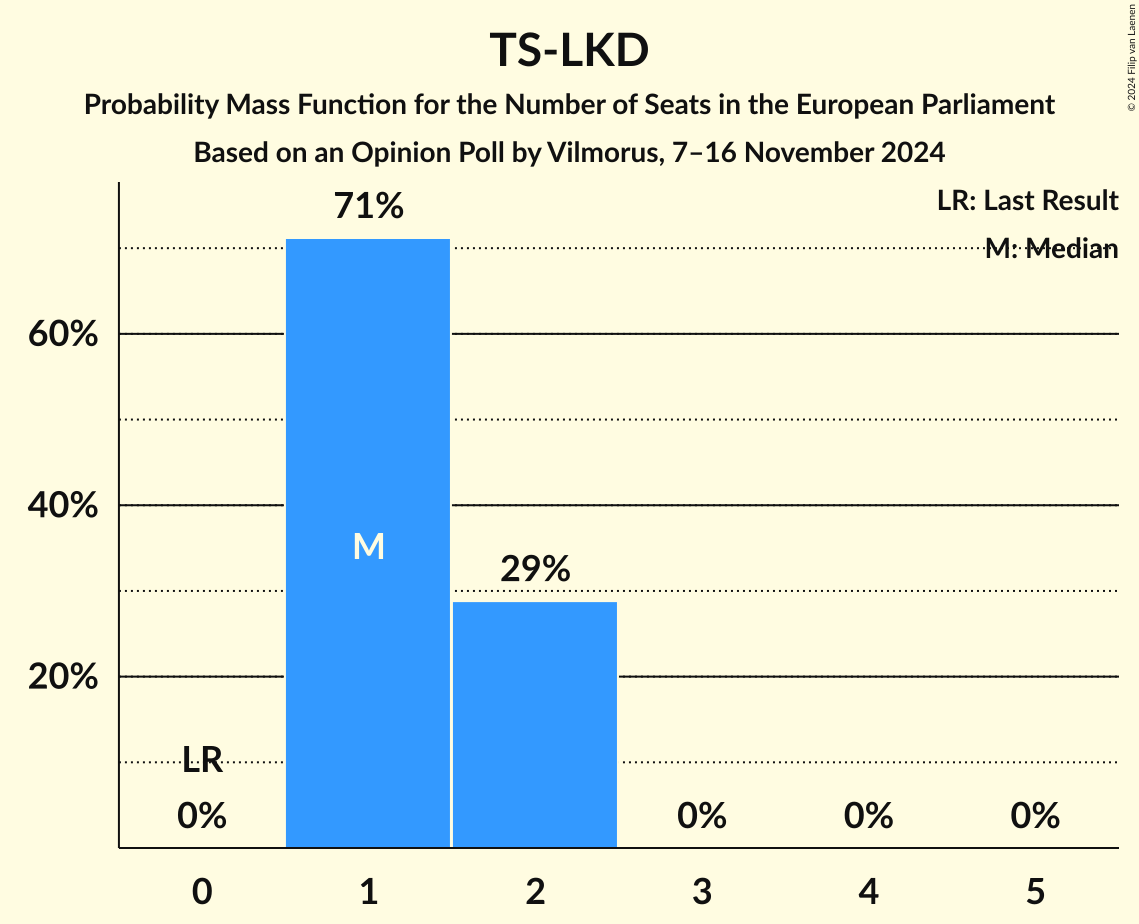 TS-LKD
Probability Mass Function for the Number of Seats in the European Parliament
Based on an Opinion Poll by Vilmorus, 7–16 November 2024
© 2024 Filip van Laenen
LR: Last Result
M: Median
71%
60%
40%
M
29%
20%
LR
0%
0%
0%
0%
0
1
2
3
4
5